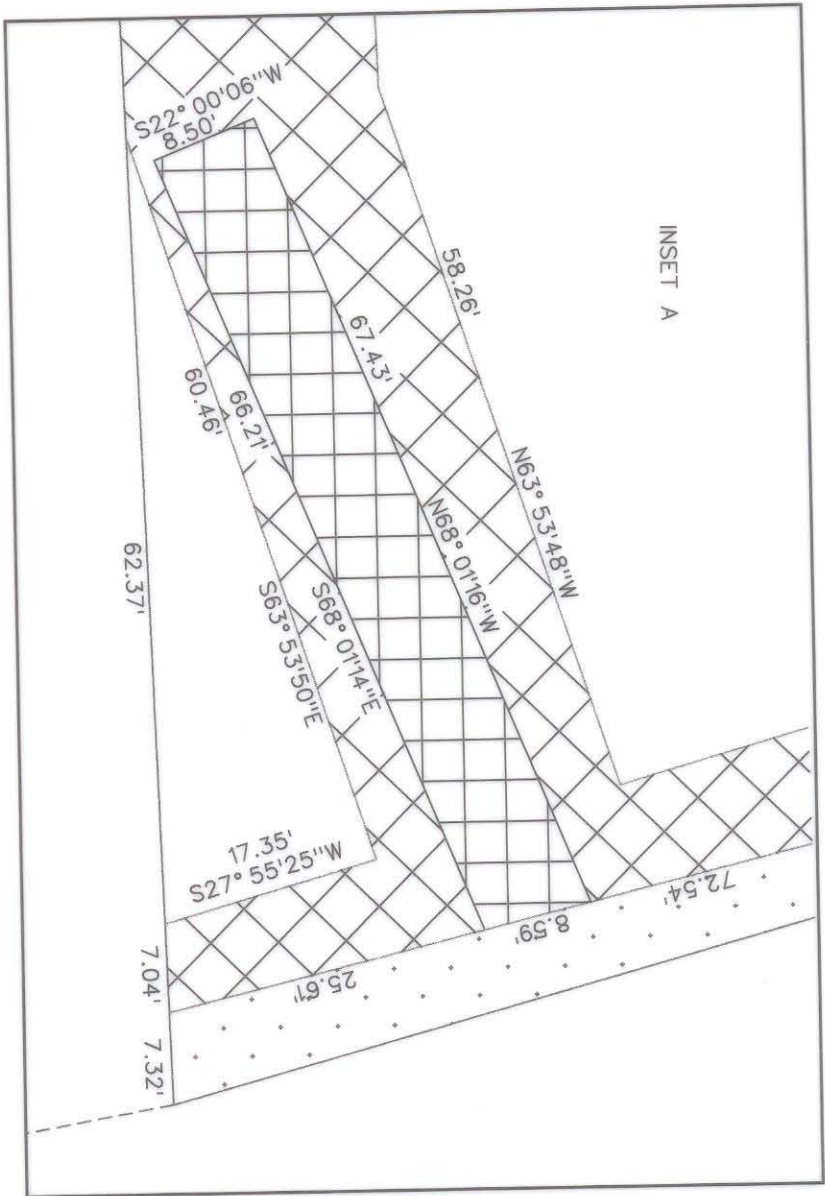 INSET A
S22° 00'06"W
8.50'
58.26'
N63° 53'48"W
67.43'
N68° 01'16"W
66.21'
S68° 01'14"E
60.46'
S63° 53'50"E
62.37'
17.35'
S27° 55'25"W
72.54'
8.59'
25.61'
7.04'
7.32'